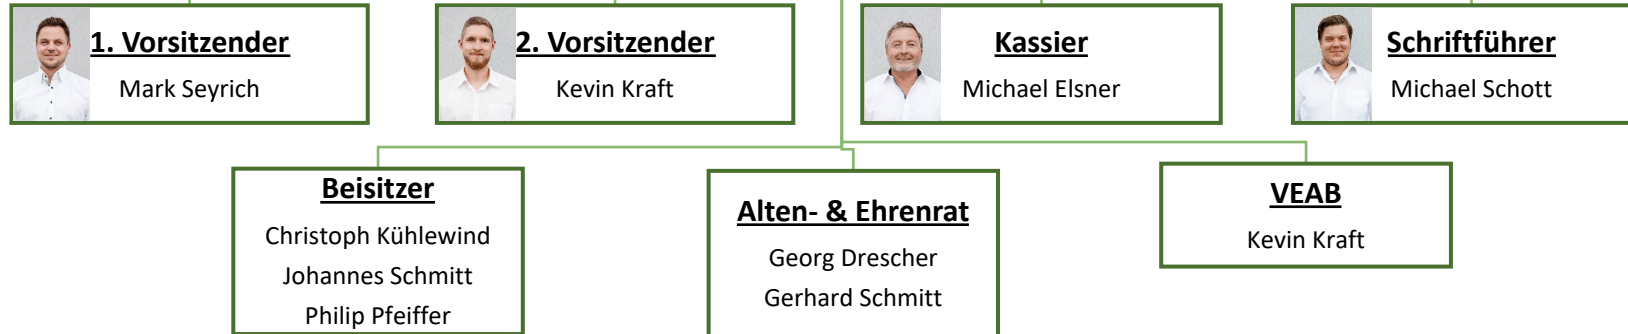 1. Vorsitzender
Mark Seyrich
2. Vorsitzender
Kevin Kraft
Kassier
Michael Elsner
Schriftführer
Michael Schott
Beisitzer
Christoph Kühlewind
Johannes Schmitt
Philip Pfeiffer
Alten- & Ehrenrat
Georg Drescher
Gerhard Schmitt
VEAB
Kevin Kraft